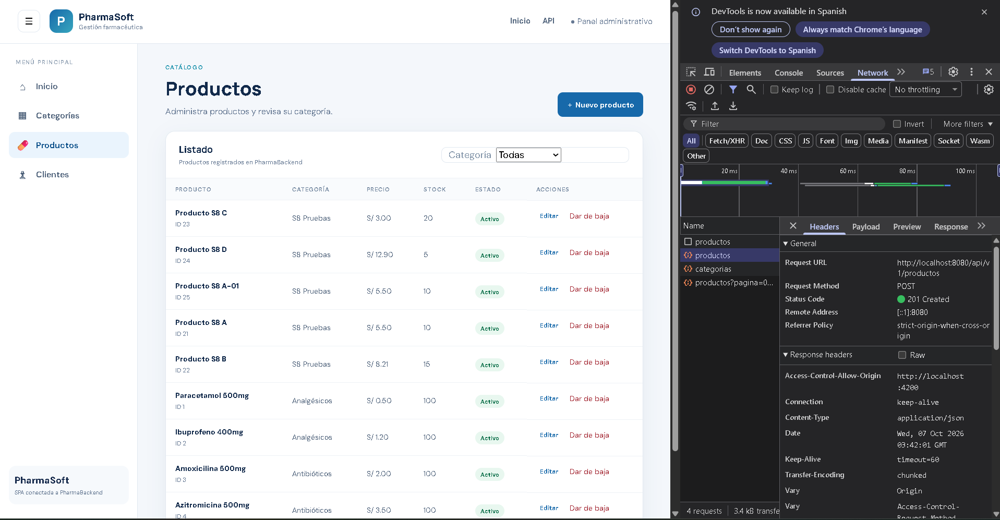 ☰
P
PharmaSoft
Gestión farmacéutica
Inicio
API
● Panel administrativo
MENÚ PRINCIPAL
Inicio
Categorías
Productos
Clientes
PharmaSoft
SPA conectada a PharmaBackend
CATÁLOGO
Productos
Administra productos y revisa su categoría.
+ Nuevo producto
Listado
Productos registrados en PharmaBackend
Categoría Todas
PRODUCTO CATEGORÍA PRECIO STOCK ESTADO ACCIONES
Producto S8 C S8 Pruebas S/ 3.00 20 Activo Editar Dar de baja
ID 23
Producto S8 D S8 Pruebas S/ 12.90 5 Activo Editar Dar de baja
ID 24
Producto S8 A-01 S8 Pruebas S/ 5.50 10 Activo Editar Dar de baja
ID 25
Producto S8 A S8 Pruebas S/ 5.50 10 Activo Editar Dar de baja
ID 21
Producto S8 B S8 Pruebas S/ 8.21 15 Activo Editar Dar de baja
ID 22
Paracetamol 500mg Analgésicos S/ 0.50 100 Activo Editar Dar de baja
ID 1
Ibuprofeno 400mg Analgésicos S/ 1.20 100 Activo Editar Dar de baja
ID 2
Amoxicilina 500mg Antibióticos S/ 2.00 100 Activo Editar Dar de baja
ID 3
Azitromicina 500mg Antibióticos S/ 3.50 100 Activo Editar Dar de baja
ID 4
DevTools is now available in Spanish
Don't show again
Always match Chrome's language
Switch DevTools to Spanish
Elements Console Sources Network 5
Keep log Disable cache No throttling
Filter Invert More filters
All Fetch/XHR Doc CSS JS Font Img Media Manifest Socket Wasm
Other
20 ms 40 ms 60 ms 80 ms 100 ms
Name
productos
productos
categorias
productos?pagina=0...
4 requests 3.4 kB transfe
Headers Payload Preview Response
General
Request URL http://localhost:8080/api/v
1/productos
Request Method POST
Status Code 201 Created
Remote Address [::1]:8080
Referrer Policy strict-origin-when-cross-or
igin
Response headers Raw
Access-Control-Allow-Origin http://localhost
:4200
Connection keep-alive
Content-Type application/json
Date Wed, 07 Oct 2026
03:42:01 GMT
Keep-Alive timeout=60
Transfer-Encoding chunked
Vary Origin
Vary Access-Control-
Request-Method